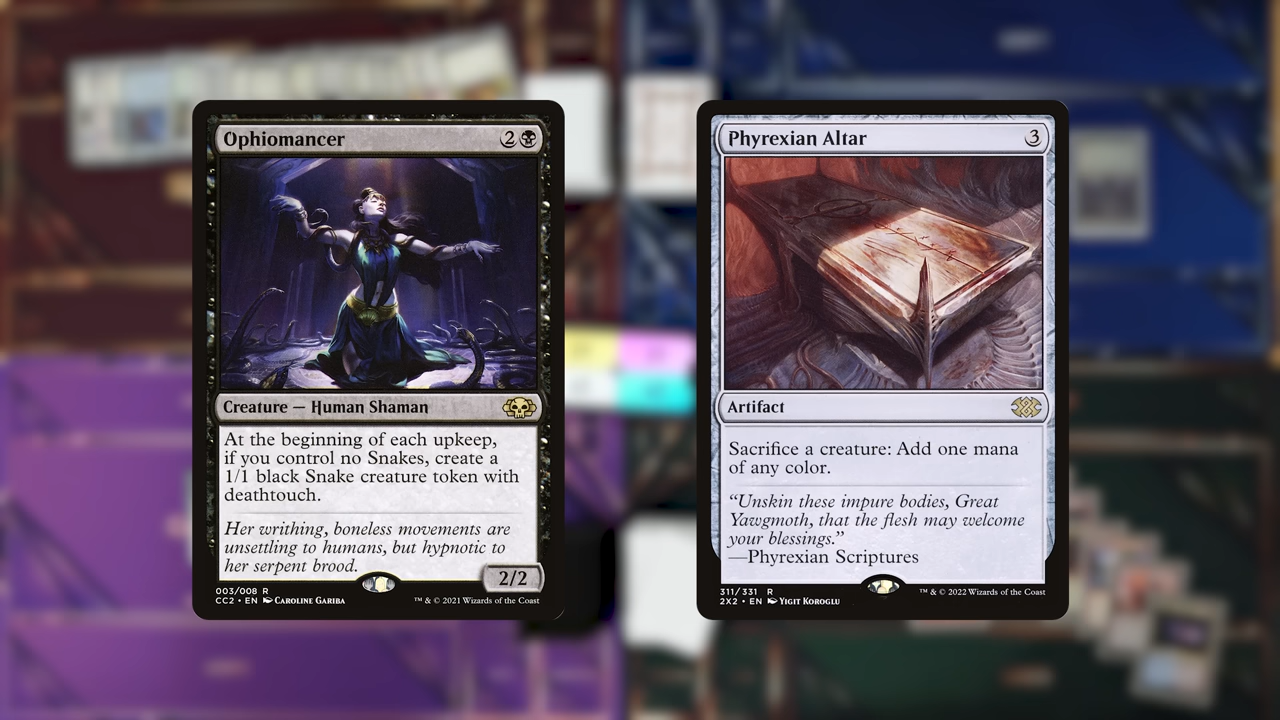 Ophiomancer 2
Creature — Human Shaman
At the beginning of each upkeep,
if you control no Snakes, create a
1/1 black Snake creature token with
deathtouch.
Her writhing, boneless movements are
unsettling to humans, but hypnotic to
her serpent brood.
2/2
003/008 R
CC2 • EN Caroline Gariba
™ & © 2021 Wizards of the Coast
Phyrexian Altar 3
Artifact
Sacrifice a creature: Add one mana
of any color.
“Unskin these impure bodies, Great
Yawgmoth, that the flesh may welcome
your blessings.”
—Phyrexian Scriptures
311/331 R
2X2 • EN Yigit Koroglu
™ & © 2022 Wizards of the Coast